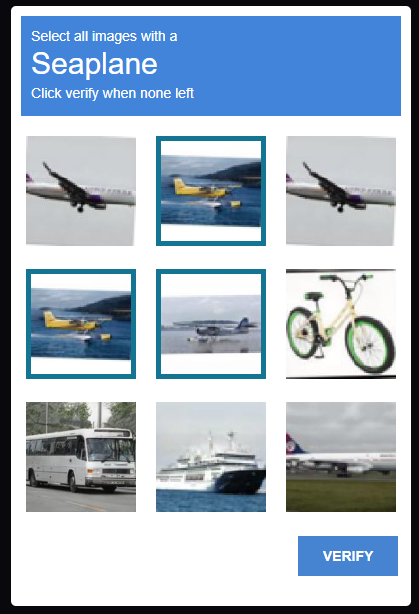 Select all images with a
Seaplane
Click verify when none left
VERIFY